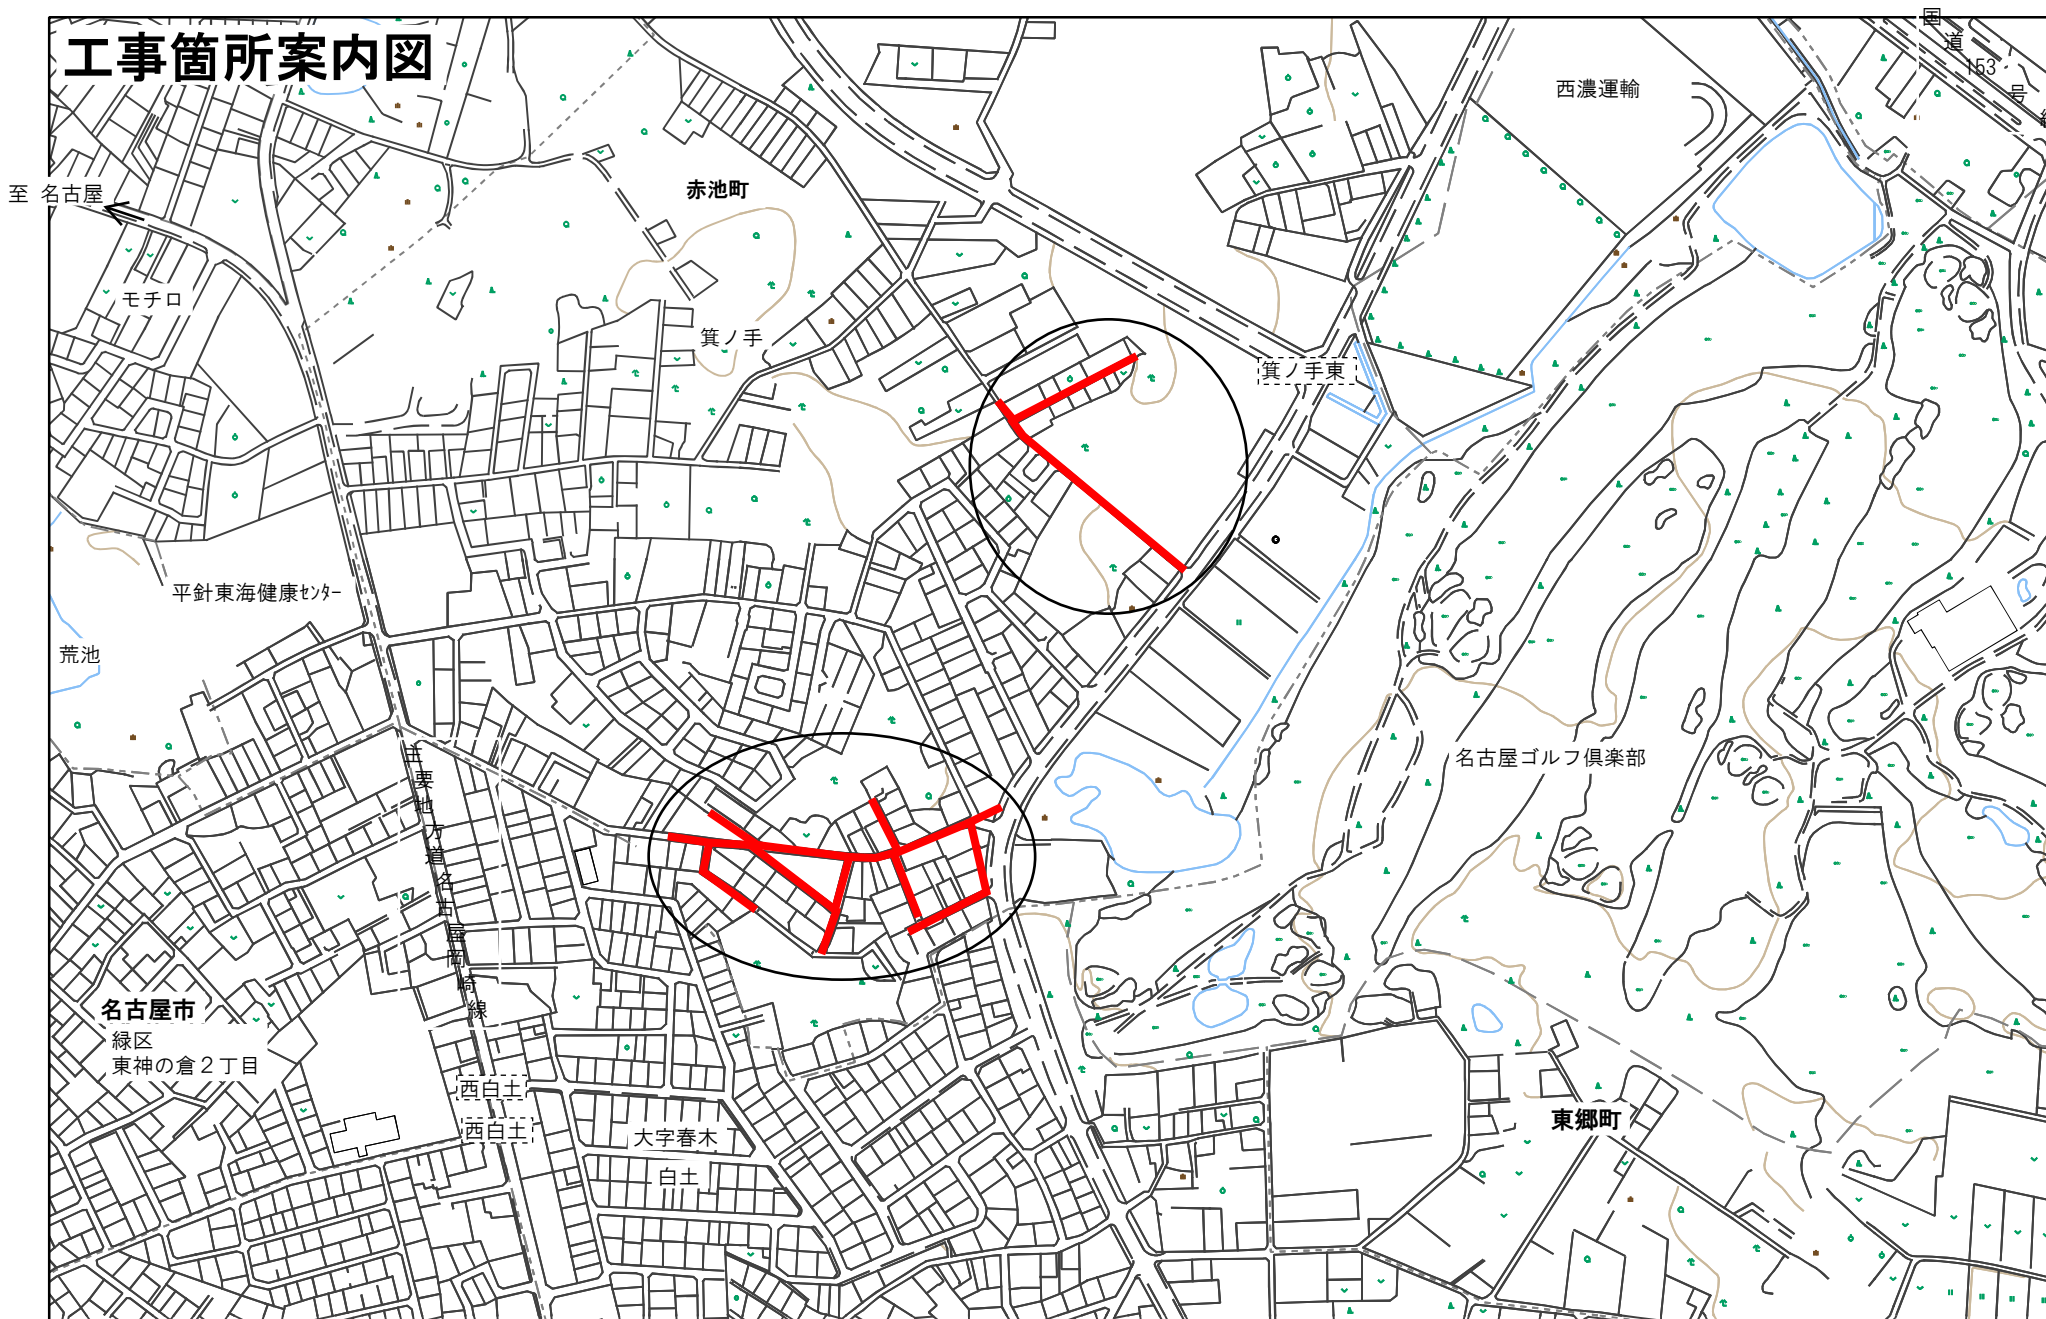 工事箇所案内図
国道153号
西濃運輸
至 名古屋
赤池町
モチロ
箕ノ手
箕ノ手東
平針東海健康ｾﾝﾀｰ
荒池
主要地方道名古屋岡崎線
名古屋ゴルフ倶楽部
名古屋市
緑区
東神の倉２丁目
西白土
西白土
大字春木
白土
東郷町